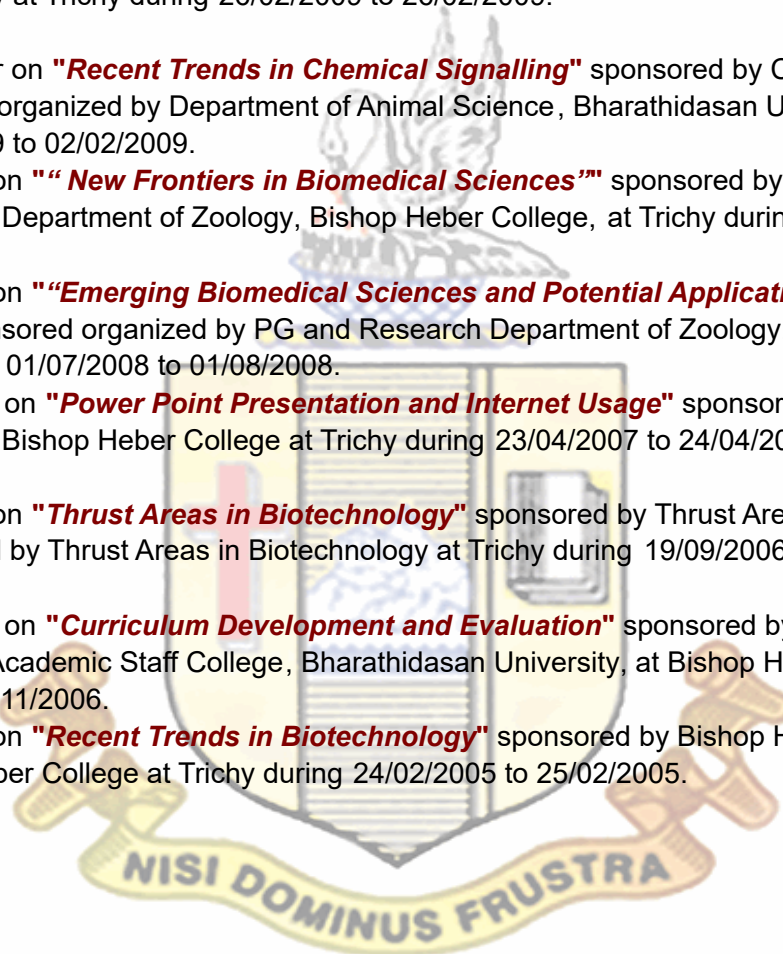 at Trichy during 26/02/2009 to 26/02/2009.
r on "Recent Trends in Chemical Signalling" sponsored by
organized by Department of Animal Science, Bharathidasan U
9 to 02/02/2009.
on "“ New Frontiers in Biomedical Sciences”" sponsored by
Department of Zoology, Bishop Heber College, at Trichy durin
on "“Emerging Biomedical Sciences and Potential Applicati
nsored organized by PG and Research Department of Zoology
01/07/2008 to 01/08/2008.
on "Power Point Presentation and Internet Usage" sponsor
Bishop Heber College at Trichy during 23/04/2007 to 24/04/20
on "Thrust Areas in Biotechnology" sponsored by Thrust Are
d by Thrust Areas in Biotechnology at Trichy during 19/09/2006
on "Curriculum Development and Evaluation" sponsored by
Academic Staff College, Bharathidasan University, at Bishop H
11/2006.
on "Recent Trends in Biotechnology" sponsored by Bishop H
ber College at Trichy during 24/02/2005 to 25/02/2005.
NISI DOMINUS FRUSTRA